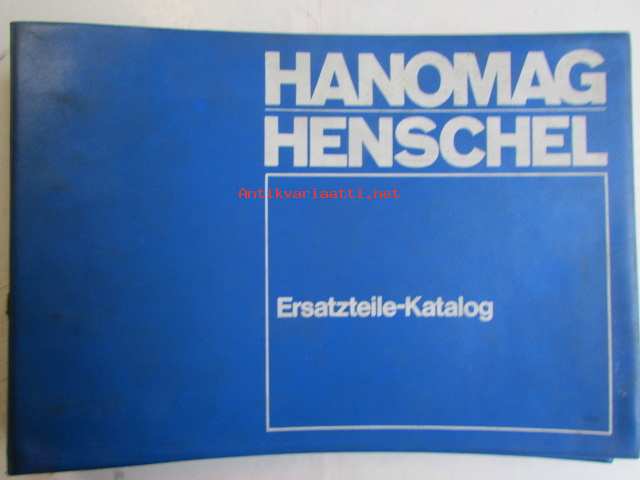 HANOMAG
HENSCHEL
Antikvariaatti.net
Ersatzteile-Katalog